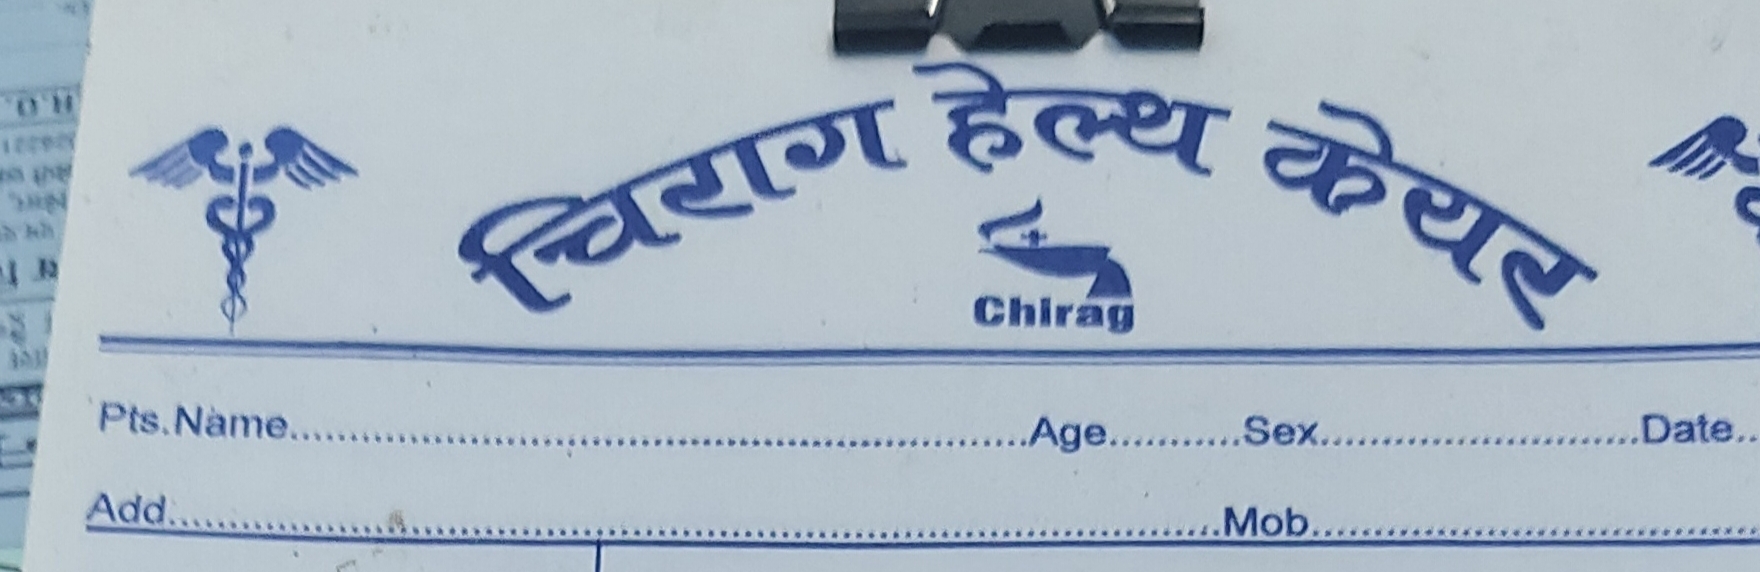 चिराग हेल्थ केयर
Chirag
Pts.Name..........Age..........Sex..........Date..
Add..........Mob..........